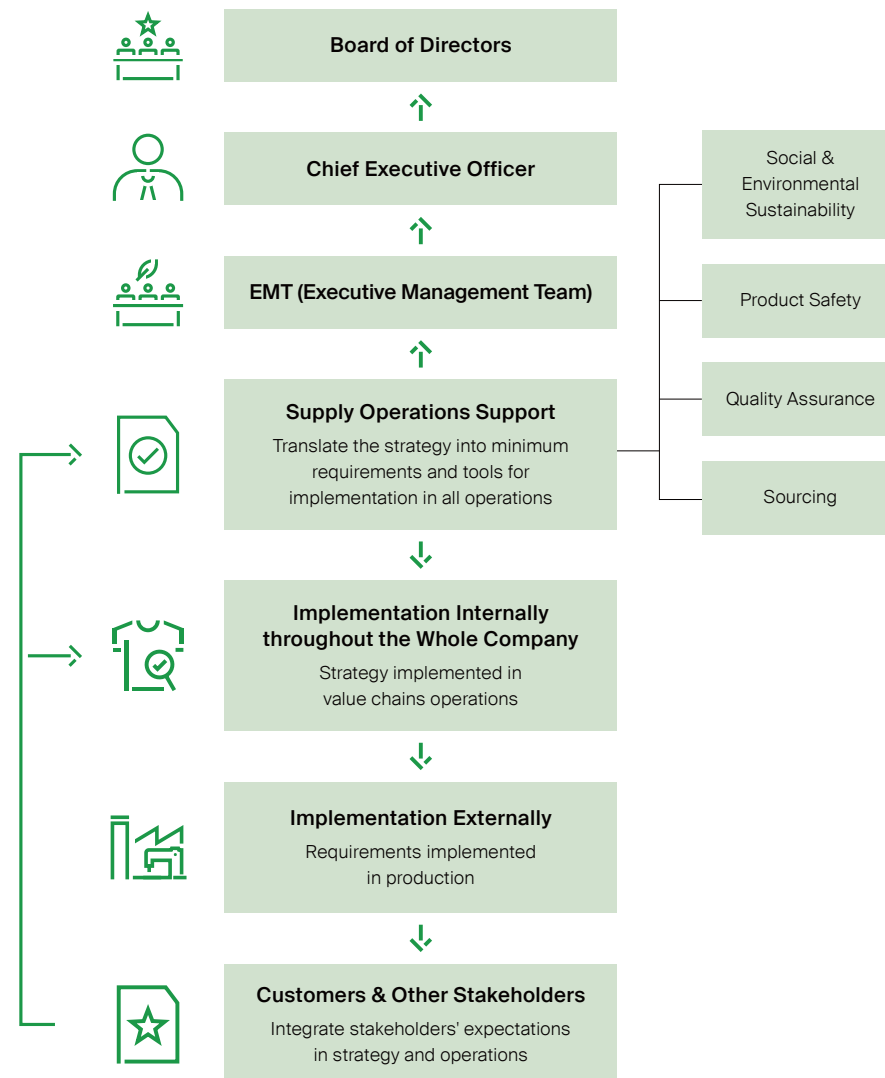 Board of Directors
Chief Executive Officer
EMT (Executive Management Team)
Supply Operations Support
Translate the strategy into minimum
requirements and tools for
implementation in all operations
Social &
Environmental
Sustainability
Product Safety
Quality Assurance
Sourcing
Implementation Internally
throughout the Whole Company
Strategy implemented in
value chains operations
Implementation Externally
Requirements implemented
in production
Customers & Other Stakeholders
Integrate stakeholders' expectations
in strategy and operations